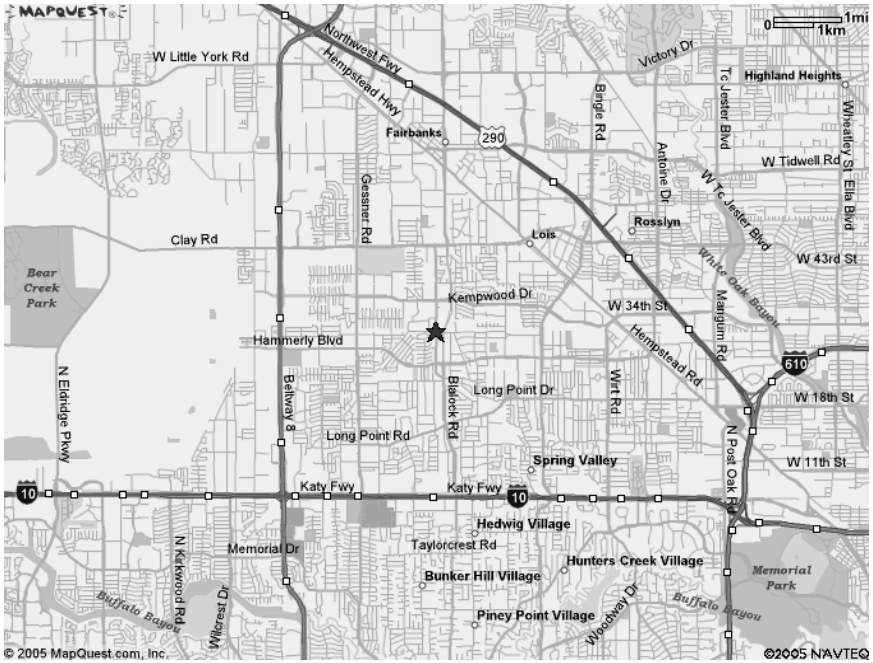 MAPQUEST®
0 1mi
1km
Northwest Fwy
W Little York Rd
Hempstead Hwy
Victory Dr
Highland Heights
Tc Jester Blvd
Bingle Rd
Wheatley St
Fairbanks
290
Antoine Dr
W Tidwell Rd
Gessner Rd
W Tc Jester Blvd
Ella Blvd
Rosslyn
Clay Rd
Lois
W 43rd St
White Oak Bayou
Bear
Creek
Park
Kempwood Dr
W 34th St
Mangum Rd
Hempstead Rd
Hammerly Blvd
610
N Eldridge Pkwy
Beltway 8
Blalock Rd
Long Point Dr
Wirt Rd
W 18th St
Long Point Rd
N Post Oak Rd
Spring Valley
W 11th St
10
Katy Fwy
Katy Fwy
10
Hedwig Village
N Kirkwood Rd
Memorial Dr
Taylorcrest Rd
Hunters Creek Village
Memorial
Park
Bunker Hill Village
Buffalo Bayou
Wilcrest Dr
Woodway Dr
Buffalo Bayou
Piney Point Village
© 2005 MapQuest.com, Inc.
©2005 NAVTEQ